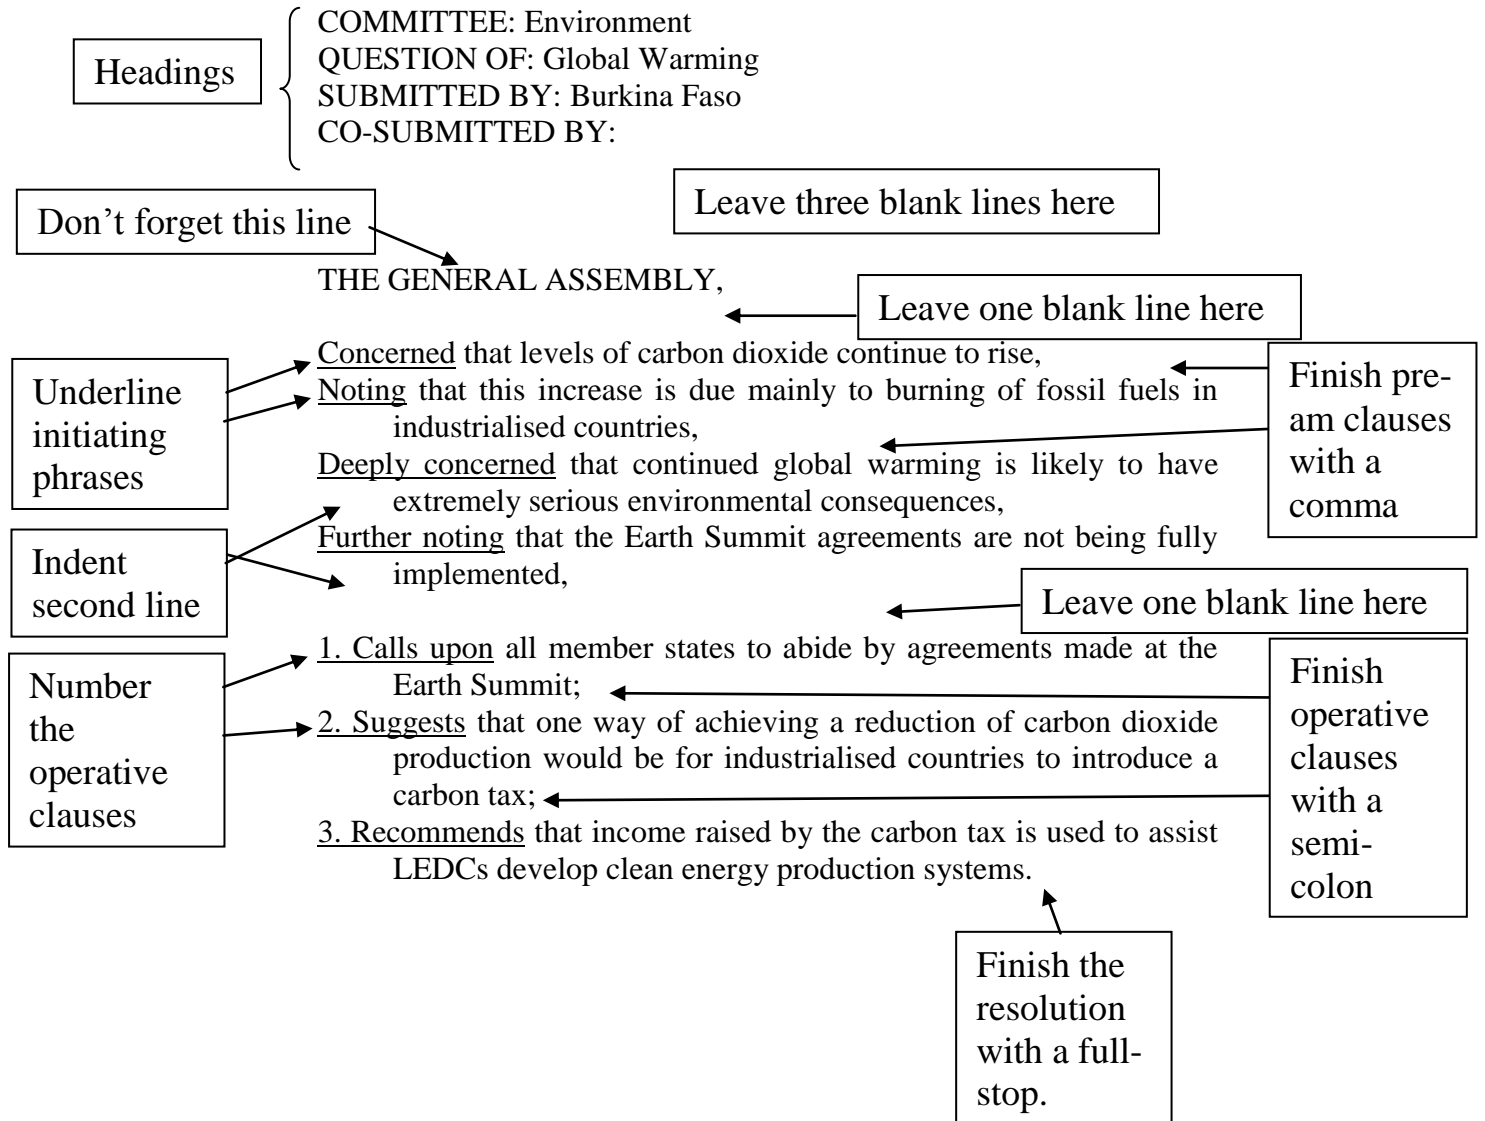 COMMITTEE: Environment
Headings
QUESTION OF: Global Warming
SUBMITTED BY: Burkina Faso
CO-SUBMITTED BY:
Leave three blank lines here
Don’t forget this line
THE GENERAL ASSEMBLY,
Leave one blank line here
Concerned that levels of carbon dioxide continue to rise,
Noting that this increase is due mainly to burning of fossil fuels in
industrialised countries,
Deeply concerned that continued global warming is likely to have
extremely serious environmental consequences,
Further noting that the Earth Summit agreements are not being fully
implemented,
Underline
initiating
phrases
Finish pre-
am clauses
with a
comma
Indent
second line
Leave one blank line here
1. Calls upon all member states to abide by agreements made at the
Earth Summit;
2. Suggests that one way of achieving a reduction of carbon dioxide
production would be for industrialised countries to introduce a
carbon tax;
3. Recommends that income raised by the carbon tax is used to assist
LEDCs develop clean energy production systems.
Number
the
operative
clauses
Finish
operative
clauses
with a
semi-
colon
Finish the
resolution
with a full-
stop.